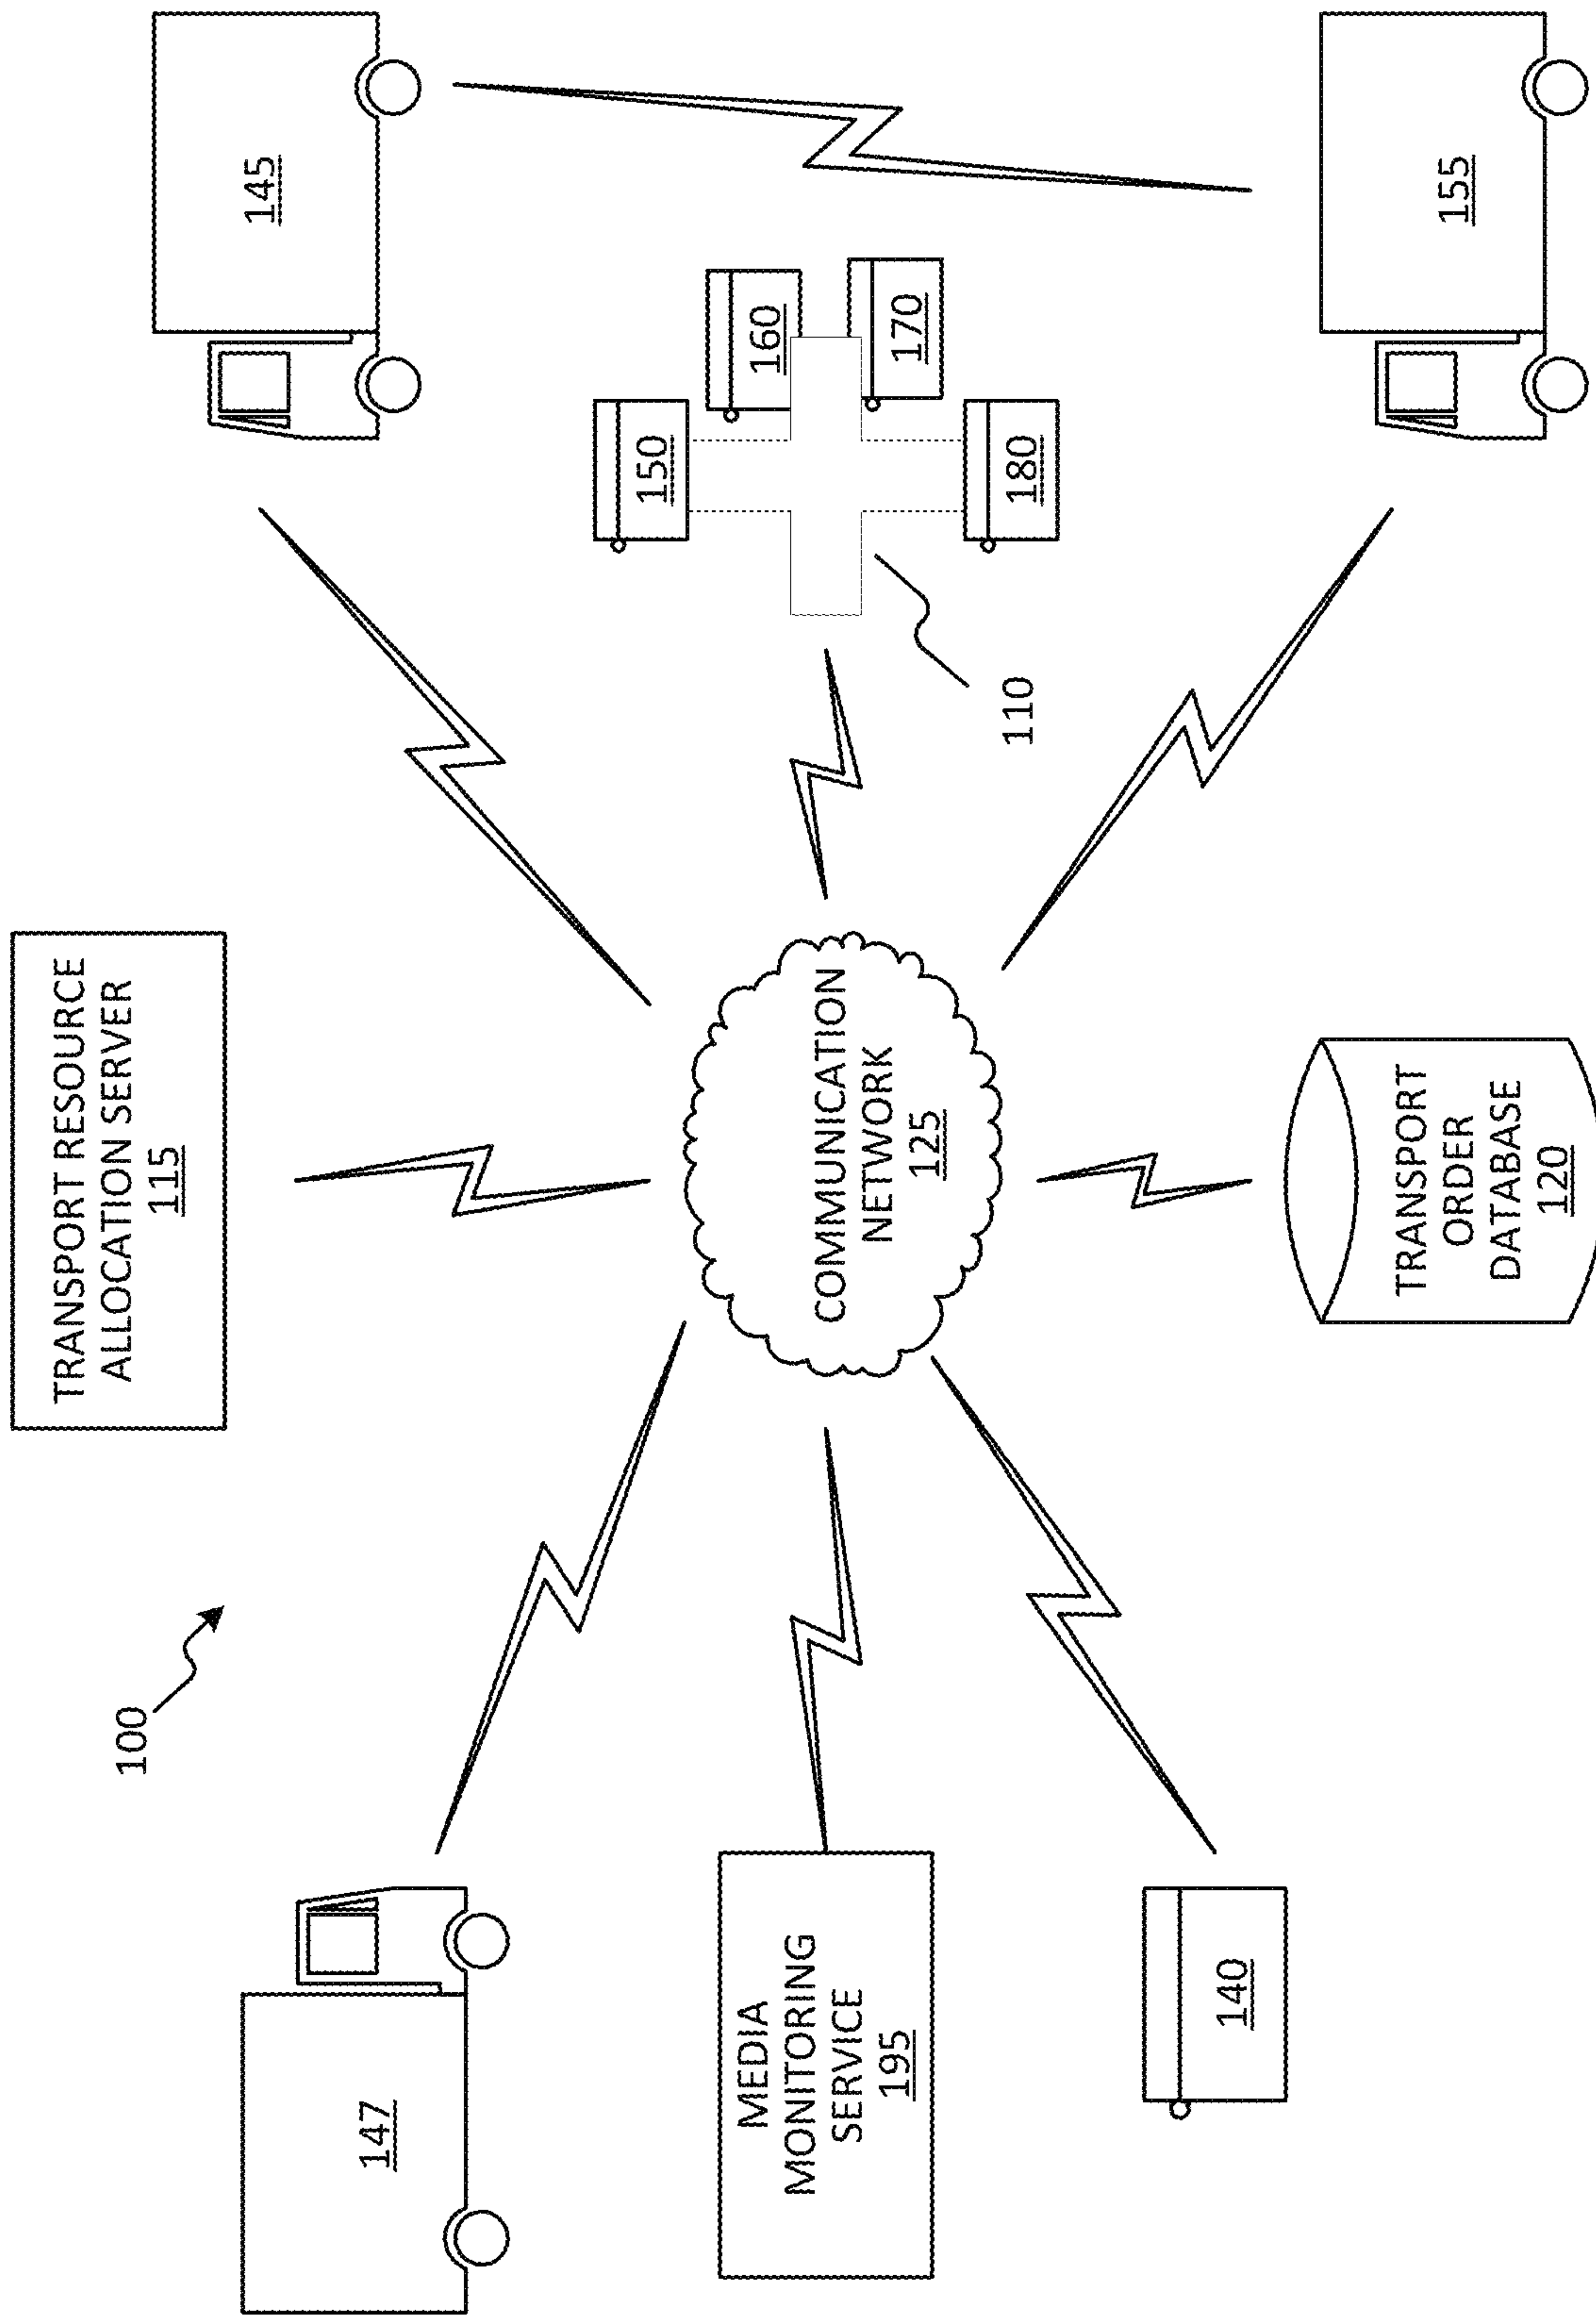 100
TRANSPORT RESOURCE
ALLOCATION SERVER
115
147
145
MEDIA
MONITORING
SERVICE
195
COMMUNICATION
NETWORK
125
150
160
170
180
110
140
TRANSPORT
ORDER
DATABASE
120
155